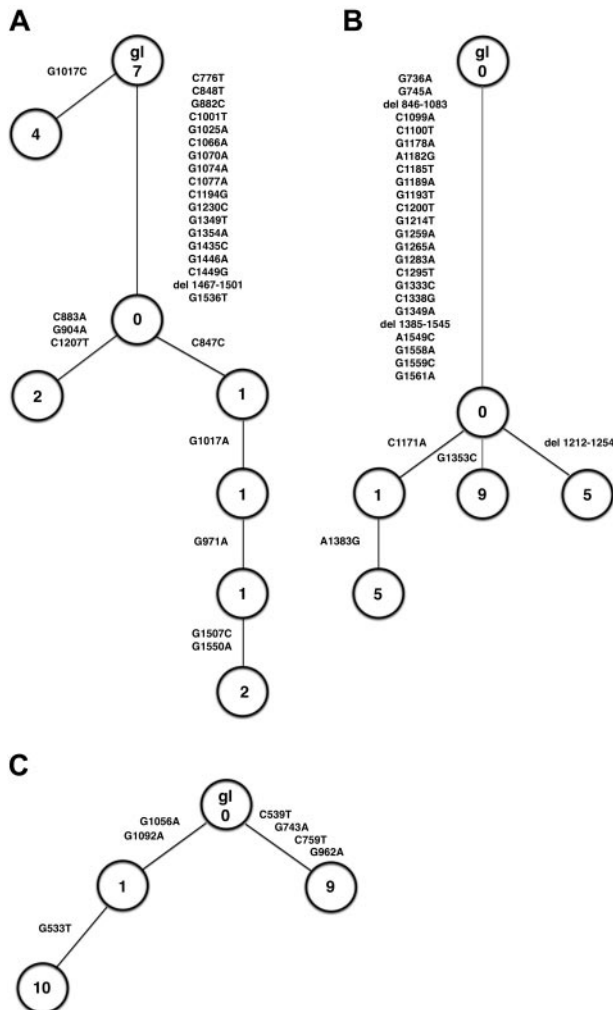 A
gl
7
G1017C
4
C776T
C848T
G882C
C1001T
G1025A
C1066A
G1070A
G1074A
C1077A
C1194G
G1230C
G1349T
G1354A
G1435C
G1446A
C1449G
del 1467-1501
G1536T
0
C883A
G904A
C1207T
2
C847C
1
G1017A
1
G971A
1
G1507C
G1550A
2
B
gl
0
G736A
G745A
del 846-1083
C1099A
C1100T
G1178A
A1182G
C1185T
G1189A
G1193T
C1200T
G1214T
G1259A
G1265A
G1283A
C1295T
G1333C
C1338G
G1349A
del 1385-1545
A1549C
G1558A
G1559C
G1561A
0
C1171A
G1353C
del 1212-1254
1
9
5
A1383G
5
C
gl
0
G1056A
G1092A
C539T
G743A
C759T
G962A
1
9
G533T
10